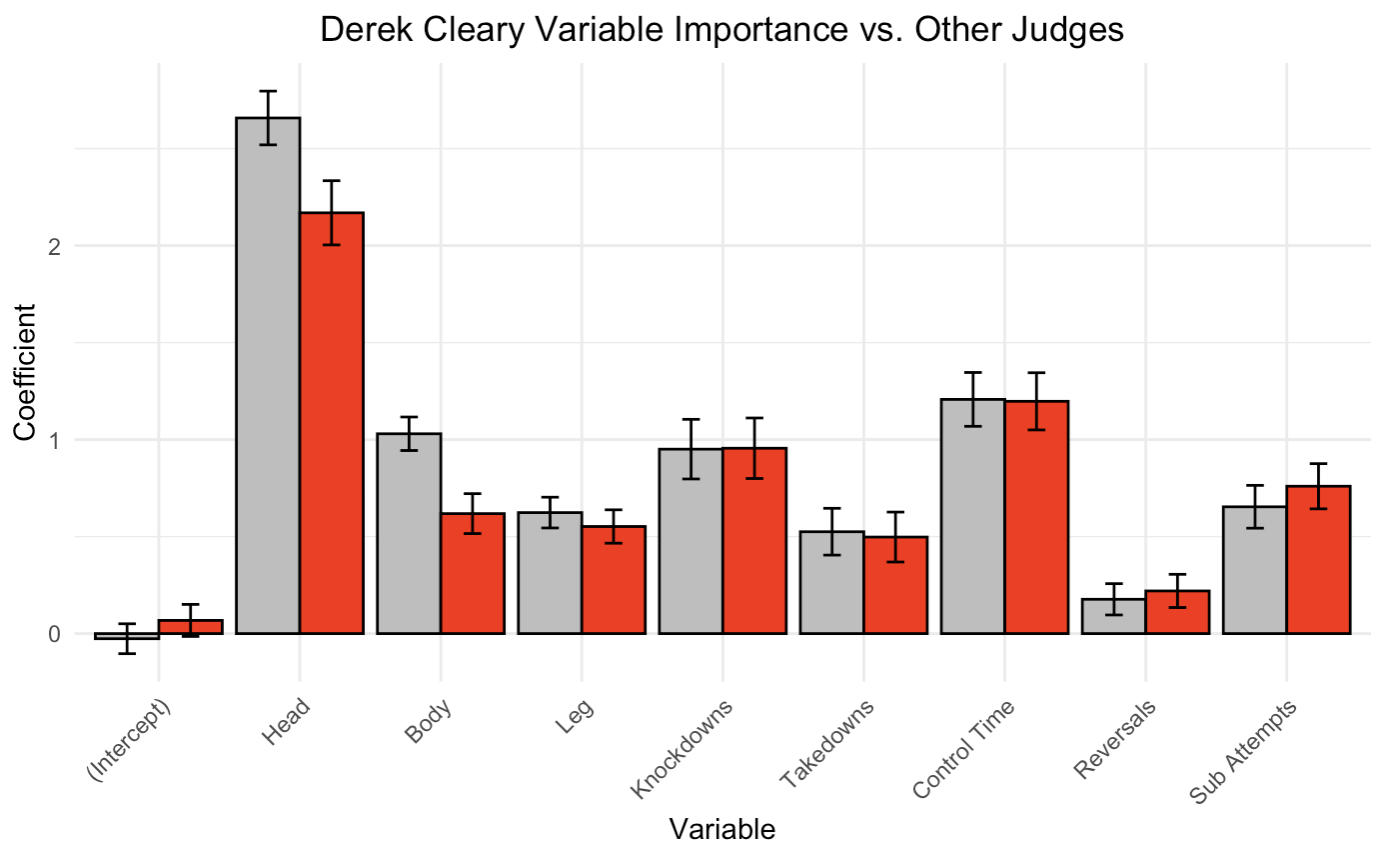 Derek Cleary Variable Importance vs. Other Judges
Coefficient
2
1
0
(Intercept)
Head
Body
Leg
Knockdowns
Takedowns
Control Time
Reversals
Sub Attempts
Variable